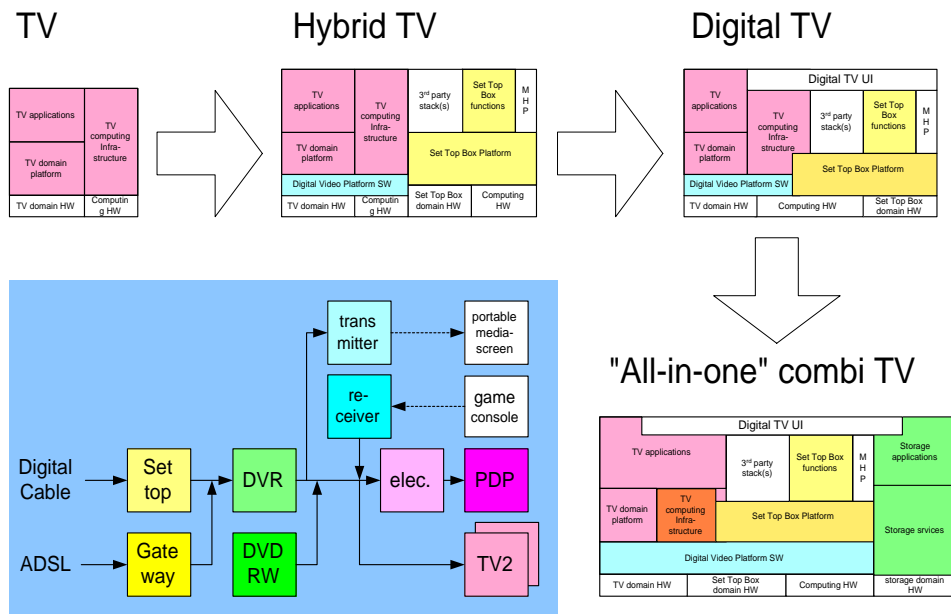 TV
Hybrid TV
Digital TV
TV applications
TV
computing
Infra-
structure
TV domain
platform
TV domain HW
Computin
g HW
TV
applications
TV
computing
Infra-
structure
3rd party
stack(s)
Set Top
Box
functions
M
H
P
TV domain
platform
Set Top Box Platform
Digital Video Platform SW
TV domain HW
Computin
g HW
Set Top Box
domain HW
Computing
HW
Digital TV UI
TV
applications
TV
computing
Infra-
structure
3rd party
stack(s)
Set Top
Box
functions
M
H
P
TV domain
platform
Set Top Box Platform
Digital Video Platform SW
TV domain HW
Computing HW
Set Top Box
domain HW
trans
mitter
portable
media-
screen
re-
ceiver
game
console
Digital
Cable
Set
top
DVR
elec.
PDP
ADSL
Gate
way
DVD
RW
TV2
"All-in-one" combi TV
Digital TV UI
TV applications
3rd party
stack(s)
Set Top
Box
functions
M
H
P
Storage
applications
TV domain
platform
TV
computing
Infra-
structure
Set Top Box Platform
Storage srvices
Digital Video Platform SW
TV domain HW
Set Top Box
domain HW
Computing HW
storage domain
HW